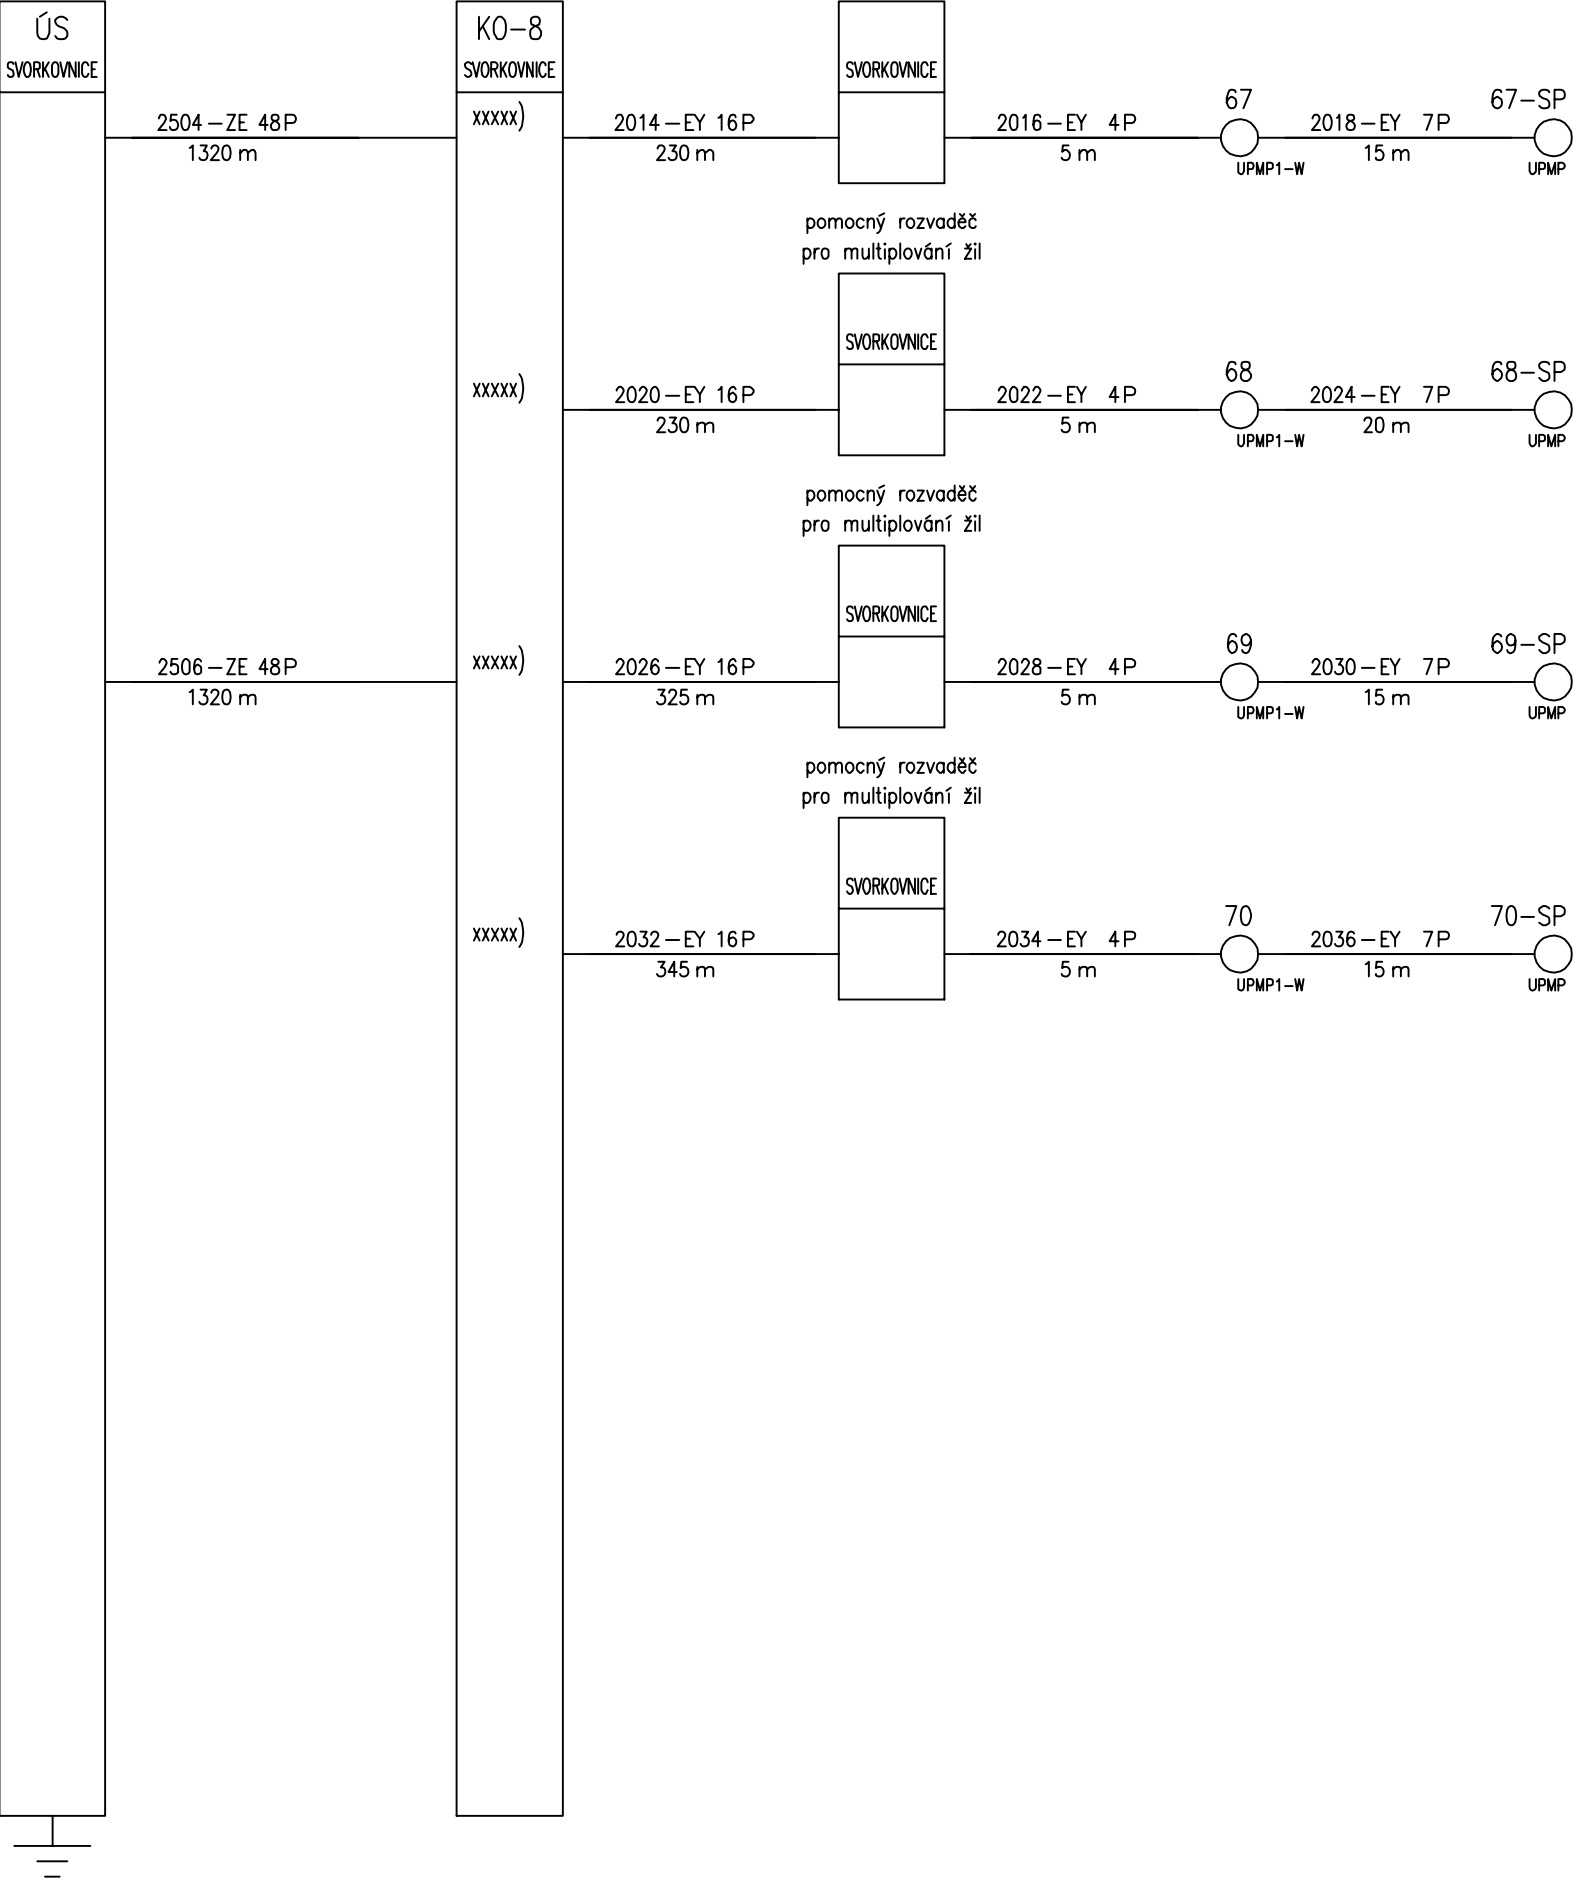 ÚS
SVORKOVNICE
KO-8
SVORKOVNICE
SVORKOVNICE
2504-ZE 48P
1320 m
xxxxx)
2014-EY 16P
230 m
2016-EY 4P
5 m
67
UPMP1-W
2018-EY 7P
15 m
67-SP
UPMP
pomocný rozvaděč
pro multiplování žil
SVORKOVNICE
xxxxx)
2020-EY 16P
230 m
2022-EY 4P
5 m
68
UPMP1-W
2024-EY 7P
20 m
68-SP
UPMP
pomocný rozvaděč
pro multiplování žil
SVORKOVNICE
2506-ZE 48P
1320 m
xxxxx)
2026-EY 16P
325 m
2028-EY 4P
5 m
69
UPMP1-W
2030-EY 7P
15 m
69-SP
UPMP
pomocný rozvaděč
pro multiplování žil
SVORKOVNICE
xxxxx)
2032-EY 16P
345 m
2034-EY 4P
5 m
70
UPMP1-W
2036-EY 7P
15 m
70-SP
UPMP